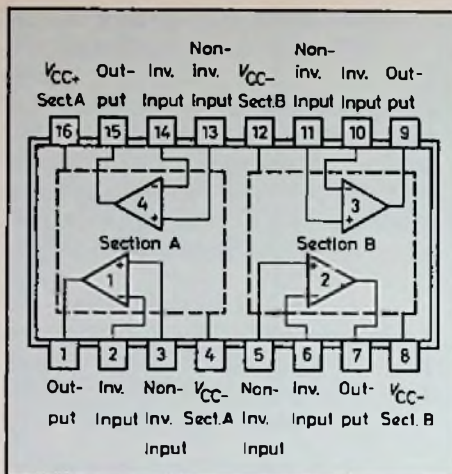 Non- Non-
VCC+ Out- Inv. inv. VCC- inv. Inv. Out-
Sect.A put Input Input Sect.B Input Input put
16 15 14 13 12 11 10 9
- + - +
4 3
Section A Section B
+ - + -
1 2
1 2 3 4 5 6 7 8
Out- Inv. Non- VCC- Non- Inv. Out- VCC-
put Input Inv. Sect.A Inv. Input put Sect. B
Input Input